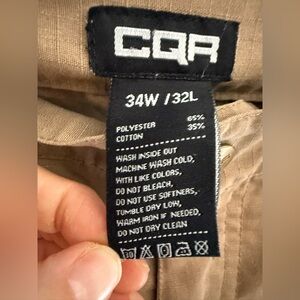 CQR
34W / 32L
POLYESTER 65%
COTTON 35%
WASH INSIDE OUT
MACHINE WASH COLD,
WITH LIKE COLORS,
DO NOT BLEACH,
DO NOT USE SOFTNERS,
TUMBLE DRY LOW,
WARM IRON IF NEEDED,
DO NOT DRY CLEAN